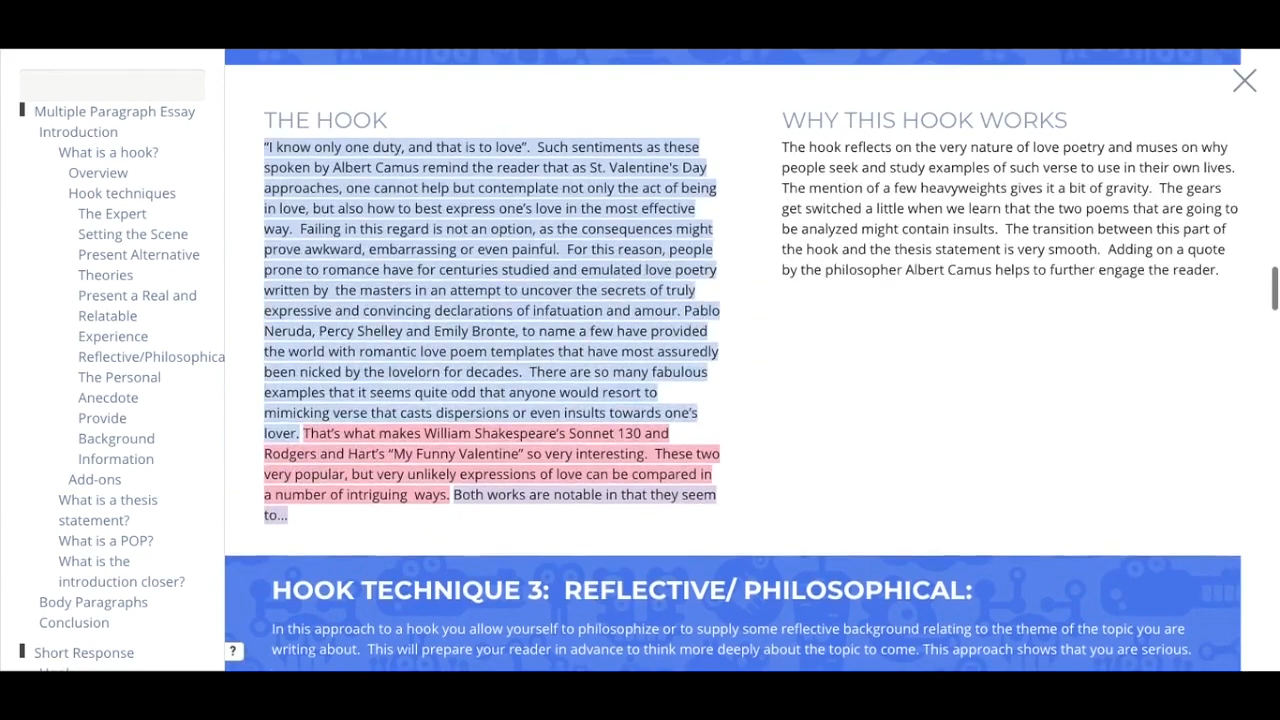 Multiple Paragraph Essay
Introduction
What is a hook?
Overview
Hook techniques
The Expert
Setting the Scene
Present Alternative
Theories
Present a Real and
Relatable
Experience
Reflective/Philosophica
The Personal
Anecdote
Provide
Background
Information
Add-ons
What is a thesis
statement?
What is a POP?
What is the
introduction closer?
Body Paragraphs
Conclusion
Short Response
THE HOOK
"I know only one duty, and that is to love".  Such sentiments as these
spoken by Albert Camus remind the reader that as St. Valentine's Day
approaches, one cannot help but contemplate not only the act of being
in love, but also how to best express one's love in the most effective
way.  Failing in this regard is not an option, as the consequences might
prove awkward, embarrassing or even painful.  For this reason, people
prone to romance have for centuries studied and emulated love poetry
written by  the masters in an attempt to uncover the secrets of truly
expressive and convincing declarations of infatuation and amour. Pablo
Neruda, Percy Shelley and Emily Bronte, to name a few have provided
the world with romantic love poem templates that have most assuredly
been nicked by the lovelorn for decades.  There are so many fabulous
examples that it seems quite odd that anyone would resort to
mimicking verse that casts dispersions or even insults towards one's
lover. That's what makes William Shakespeare's Sonnet 130 and
Rodgers and Hart's "My Funny Valentine" so very interesting.  These two
very popular, but very unlikely expressions of love can be compared in
a number of intriguing  ways. Both works are notable in that they seem
to...
WHY THIS HOOK WORKS
The hook reflects on the very nature of love poetry and muses on why
people seek and study examples of such verse to use in their own lives.
The mention of a few heavyweights gives it a bit of gravity.  The gears
get switched a little when we learn that the two poems that are going to
be analyzed might contain insults.  The transition between this part of
the hook and the thesis statement is very smooth.  Adding on a quote
by the philosopher Albert Camus helps to further engage the reader.
HOOK TECHNIQUE 3:  REFLECTIVE/ PHILOSOPHICAL:
In this approach to a hook you allow yourself to philosophize or to supply some reflective background relating to the theme of the topic you are
writing about.  This will prepare your reader in advance to think more deeply about the topic to come. This approach shows that you are serious.
?